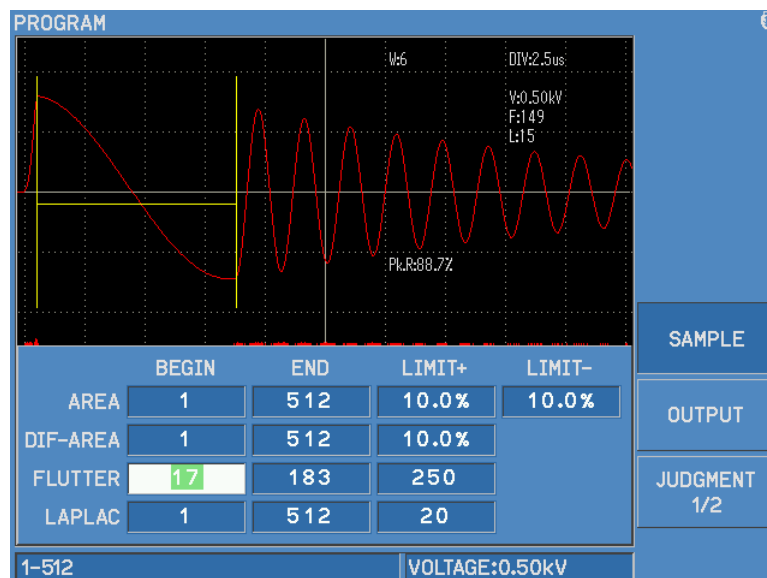 PROGRAM
W:6 DIV:2.5us
V:0.50kV
F:149
L:15
Pk.R:88.7%
BEGIN END LIMIT+ LIMIT-
AREA 1 512 10.0% 10.0%
DIF-AREA 1 512 10.0%
FLUTTER 17 183 250
LAPLAC 1 512 20
SAMPLE
OUTPUT
JUDGMENT
1/2
1-512 VOLTAGE:0.50kV